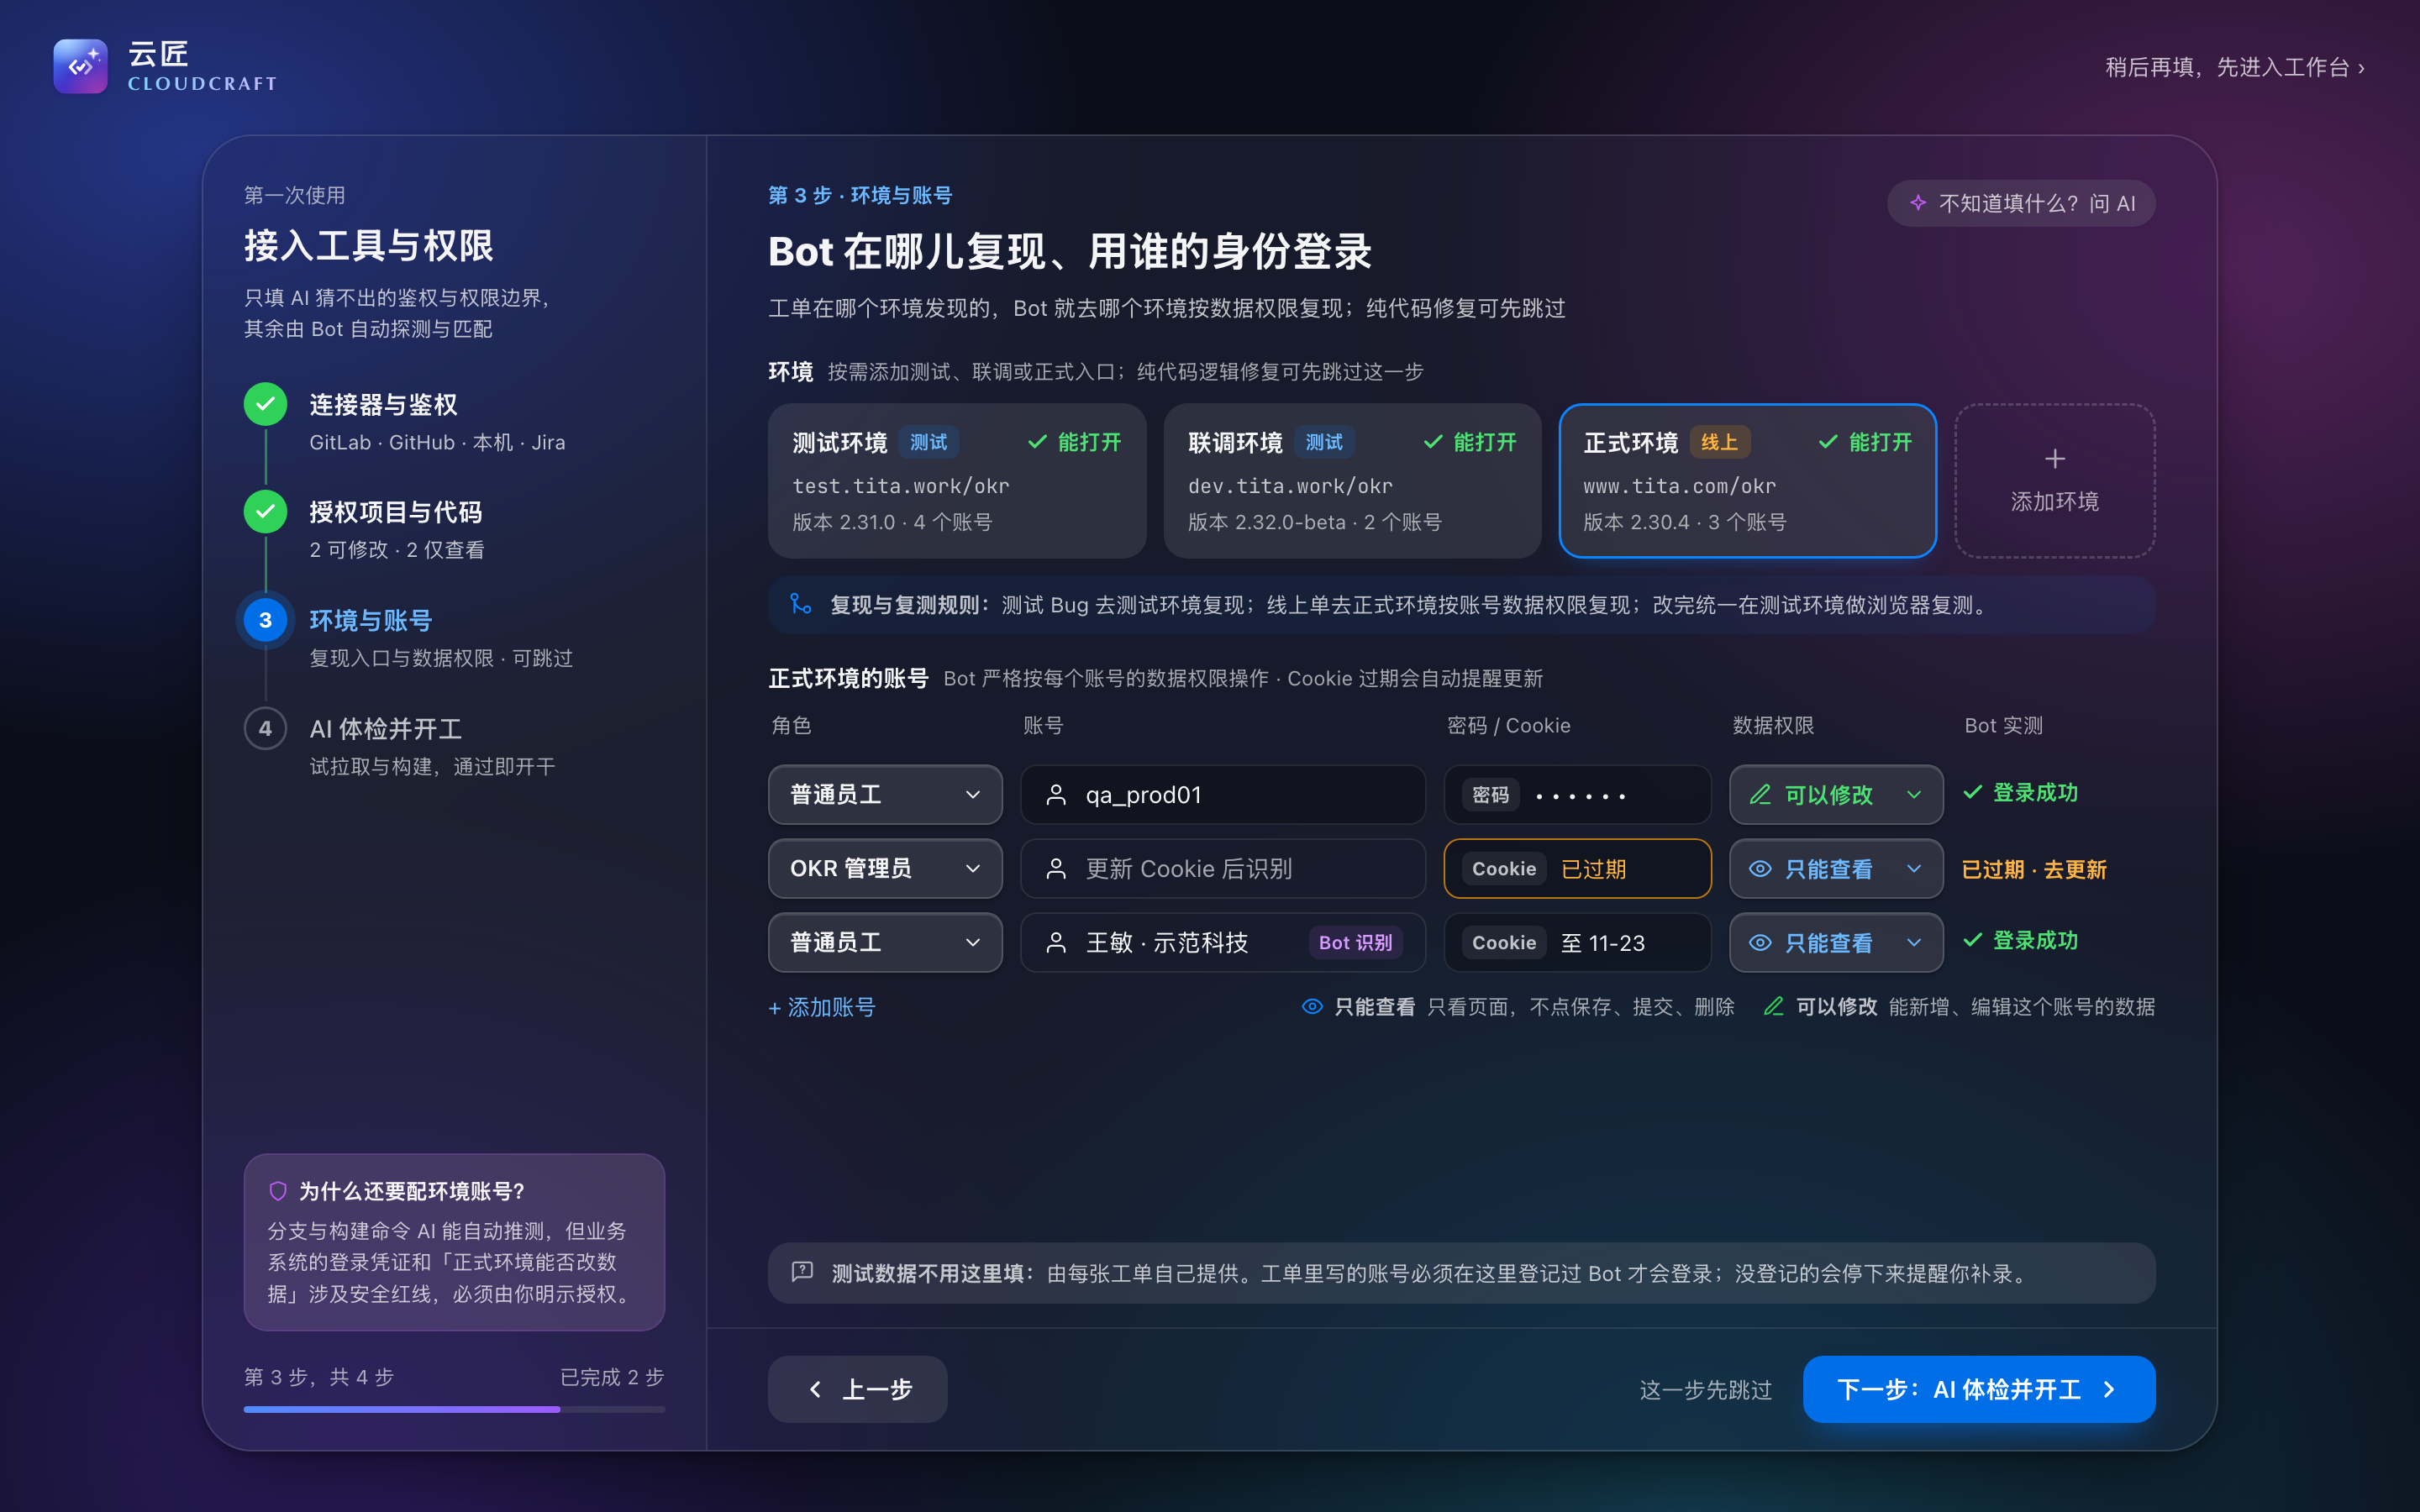 云匠
CLOUDCRAFT
稍后再填，先进入工作台 ›
第一次使用
接入工具与权限
只填 AI 猜不出的鉴权与权限边界，
其余由 Bot 自动探测与匹配
连接器与鉴权
GitLab · GitHub · 本机 · Jira
授权项目与代码
2 可修改 · 2 仅查看
3
环境与账号
复现入口与数据权限 · 可跳过
4
AI 体检并开工
试拉取与构建，通过即开干
为什么还要配环境账号？
分支与构建命令 AI 能自动推测，但业务
系统的登录凭证和「正式环境能否改数
据」涉及安全红线，必须由你明示授权。
第 3 步，共 4 步
已完成 2 步
第 3 步 · 环境与账号
不知道填什么？问 AI
Bot 在哪儿复现、用谁的身份登录
工单在哪个环境发现的，Bot 就去哪个环境按数据权限复现；纯代码修复可先跳过
环境 按需添加测试、联调或正式入口；纯代码逻辑修复可先跳过这一步
测试环境 测试 能打开
test.tita.work/okr
版本 2.31.0 · 4 个账号
联调环境 测试 能打开
dev.tita.work/okr
版本 2.32.0-beta · 2 个账号
正式环境 线上 能打开
www.tita.com/okr
版本 2.30.4 · 3 个账号
+
添加环境
复现与复测规则：测试 Bug 去测试环境复现；线上单去正式环境按账号数据权限复现；改完统一在测试环境做浏览器复测。
正式环境的账号 Bot 严格按每个账号的数据权限操作 · Cookie 过期会自动提醒更新
角色 账号 密码 / Cookie 数据权限 Bot 实测
普通员工 qa_prod01 密码 •••••• 可以修改 登录成功
OKR 管理员 更新 Cookie 后识别 Cookie 已过期 只能查看 已过期 · 去更新
普通员工 王敏 · 示范科技 Bot 识别 Cookie 至 11-23 只能查看 登录成功
+ 添加账号
只能查看 只看页面，不点保存、提交、删除 可以修改 能新增、编辑这个账号的数据
测试数据不用这里填：由每张工单自己提供。工单里写的账号必须在这里登记过 Bot 才会登录；没登记的会停下来提醒你补录。
上一步
这一步先跳过
下一步：AI 体检并开工